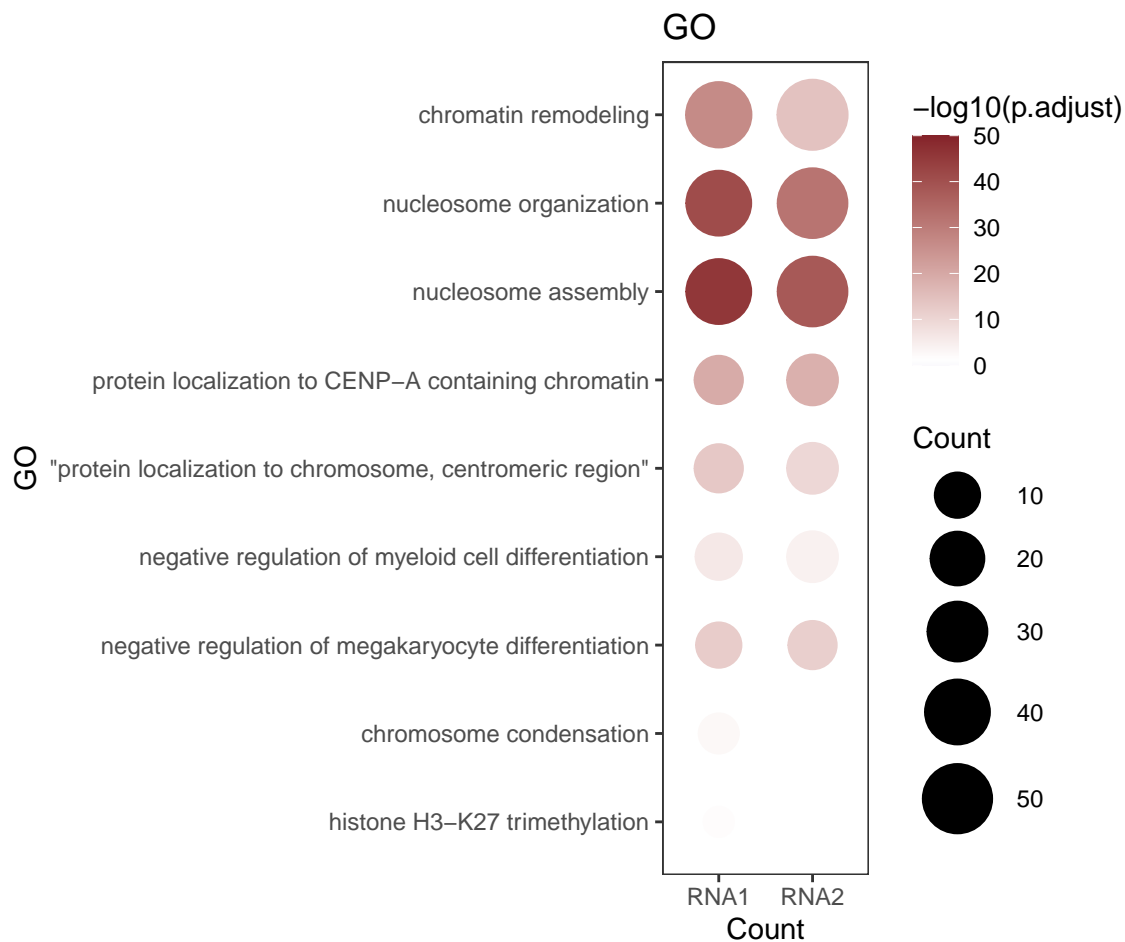 GO
chromatin remodeling
nucleosome organization
nucleosome assembly
protein localization to CENP−A containing chromatin
"protein localization to chromosome, centromeric region"
negative regulation of myeloid cell differentiation
negative regulation of megakaryocyte differentiation
chromosome condensation
histone H3−K27 trimethylation
GO
RNA1 RNA2
Count
−log10(p.adjust)
50
40
30
20
10
0
Count
10
20
30
40
50